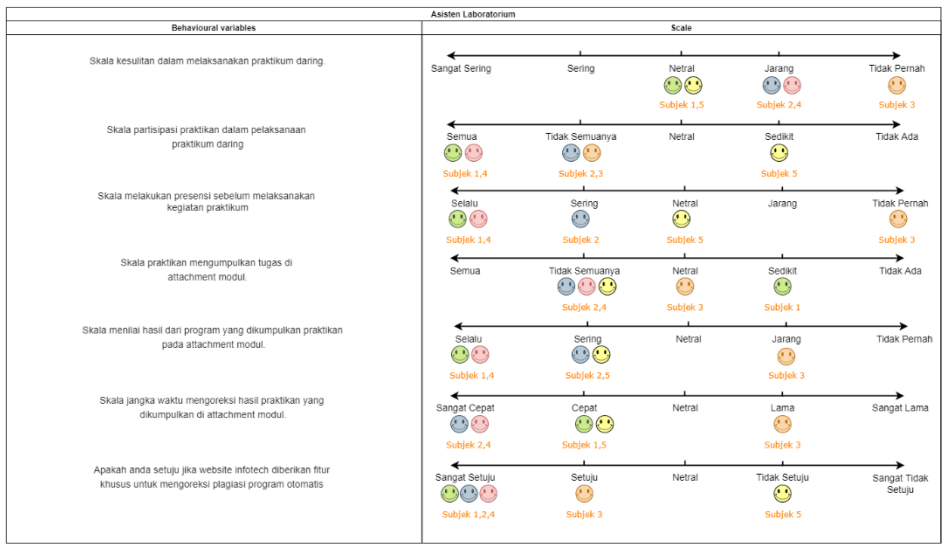 Asisten Laboratorium
Behavioural variables
Scale
Skala kesulitan dalam melaksanakan praktikum daring.
Sangat Sering Sering Netral Jarang Tidak Pernah
Subjek 1,5 Subjek 2,4 Subjek 3
Skala partisipasi praktikan dalam pelaksanaan
praktikum daring
Semua Tidak Semuanya Netral Sedikit Tidak Ada
Subjek 1,4 Subjek 2,3 Subjek 5
Skala melakukan presensi sebelum melaksanakan
kegiatan praktikum
Selalu Sering Netral Jarang Tidak Pernah
Subjek 1,4 Subjek 2 Subjek 5 Subjek 3
Skala praktikan mengumpulkan tugas di
attachment modul.
Semua Tidak Semuanya Netral Sedikit Tidak Ada
Subjek 2,4 Subjek 3 Subjek 1
Skala menilai hasil dari program yang dikumpulkan praktikan
pada attachment modul.
Selalu Sering Netral Jarang Tidak Pernah
Subjek 1,4 Subjek 2,5 Subjek 3
Skala jangka waktu mengoreksi hasil praktikan yang
dikumpulkan di attachment modul.
Sangat Cepat Cepat Netral Lama Sangat Lama
Subjek 2,4 Subjek 1,5 Subjek 3
Apakah anda setuju jika website infotech diberikan fitur
khusus untuk mengoreksi plagiasi program otomatis
Sangat Setuju Setuju Netral Tidak Setuju Sangat Tidak
Setuju
Subjek 1,2,4 Subjek 3 Subjek 5